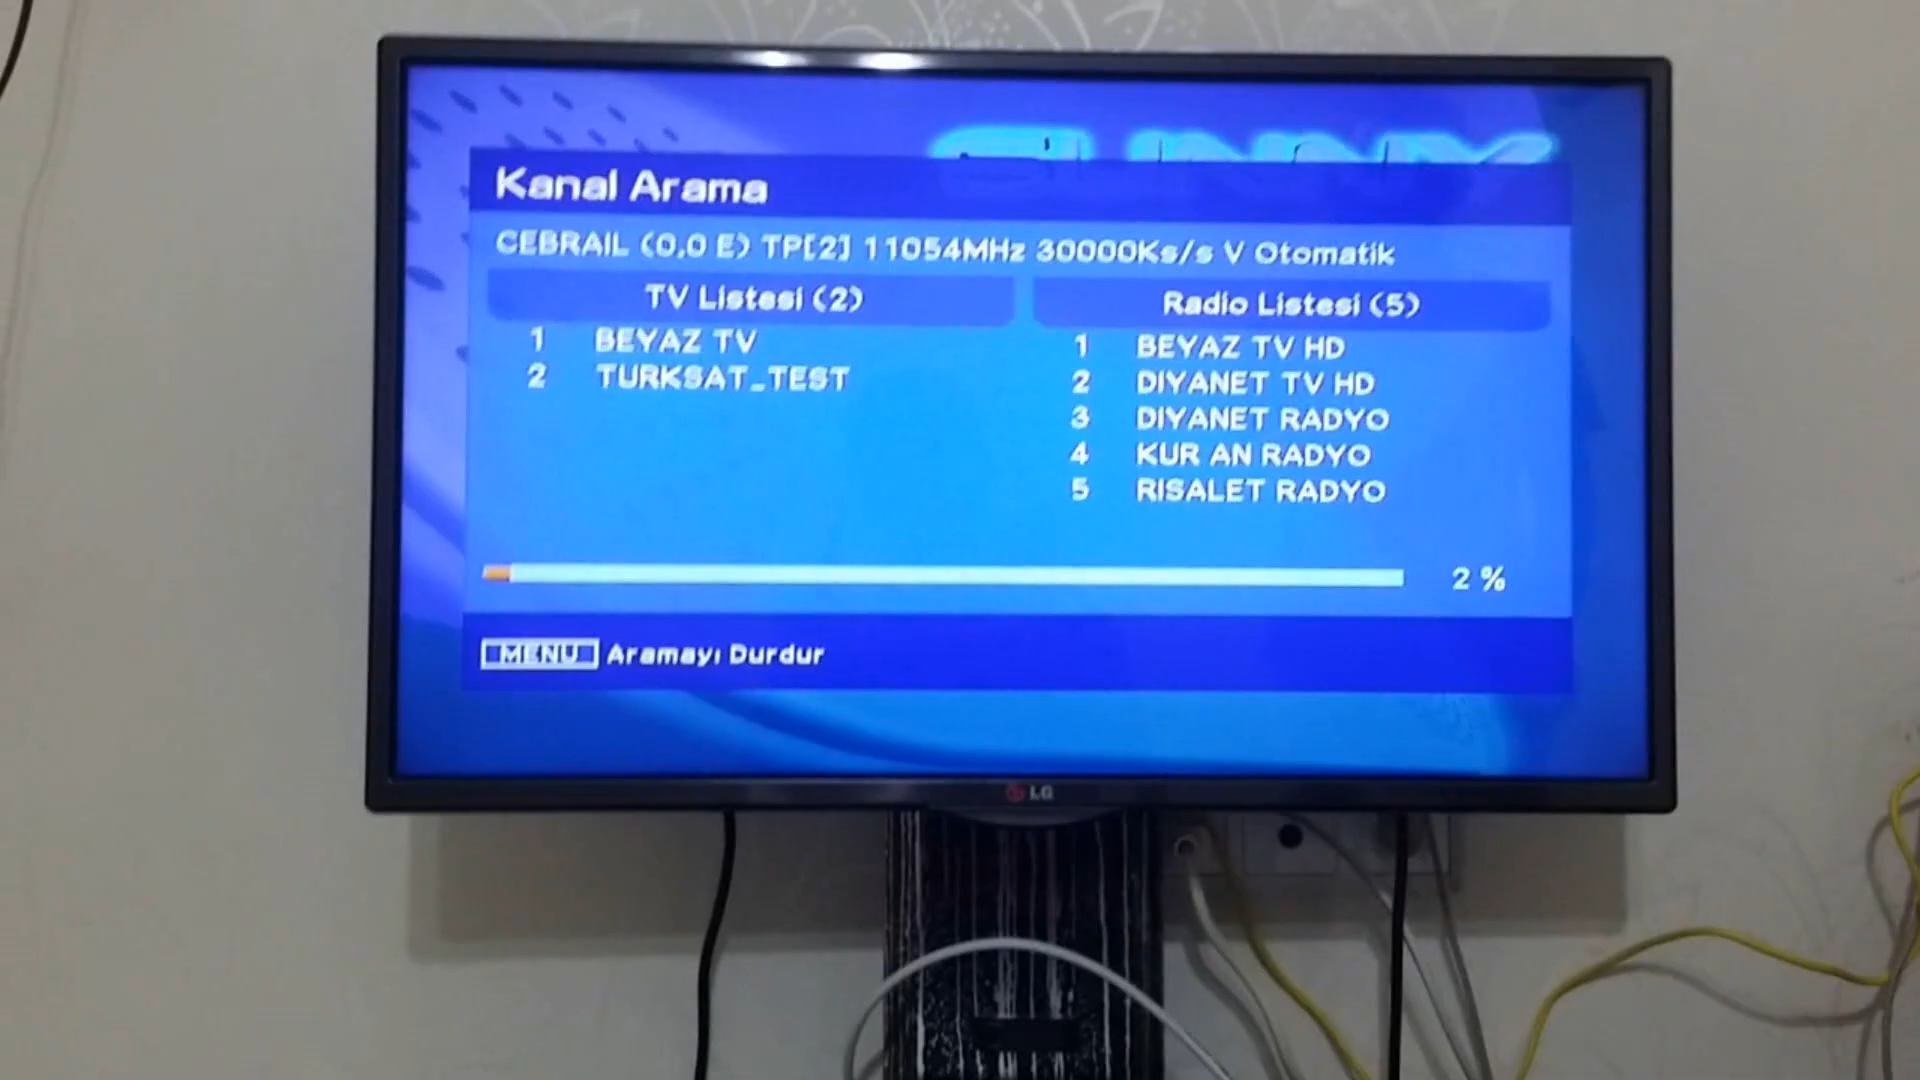 SUNNY
Kanal Arama
CEBRAIL (0,0 E) TP[2] 11054MHz 30000Ks/s V Otomatik
TV Listesi (2)
1 BEYAZ TV
2 TURKSAT_TEST
Radio Listesi (5)
1 BEYAZ TV HD
2 DIYANET TV HD
3 DIYANET RADYO
4 KUR AN RADYO
5 RISALET RADYO
2 %
MENU Aramayı Durdur
LG